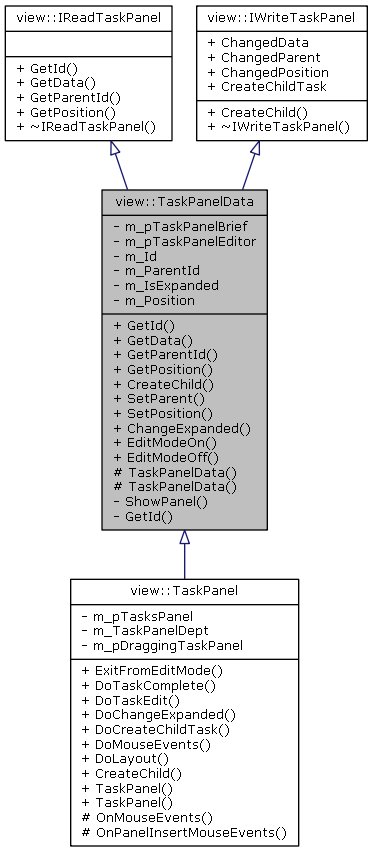 view::IReadTaskPanel
+ GetId()
+ GetData()
+ GetParentId()
+ GetPosition()
+ ~IReadTaskPanel()
view::IWriteTaskPanel
+ ChangedData
+ ChangedParent
+ ChangedPosition
+ CreateChildTask
+ CreateChild()
+ ~IWriteTaskPanel()
view::TaskPanelData
- m_pTaskPanelBrief
- m_pTaskPanelEditor
- m_Id
- m_ParentId
- m_IsExpanded
- m_Position
+ GetId()
+ GetData()
+ GetParentId()
+ GetPosition()
+ CreateChild()
+ SetParent()
+ SetPosition()
+ ChangeExpanded()
+ EditModeOn()
+ EditModeOff()
# TaskPanelData()
# TaskPanelData()
- ShowPanel()
- GetId()
view::TaskPanel
- m_pTasksPanel
- m_TaskPanelDept
- m_pDraggingTaskPanel
+ ExitFromEditMode()
+ DoTaskComplete()
+ DoTaskEdit()
+ DoChangeExpanded()
+ DoCreateChildTask()
+ DoMouseEvents()
+ DoLayout()
+ CreateChild()
+ TaskPanel()
+ TaskPanel()
# OnMouseEvents()
# OnPanelInsertMouseEvents()